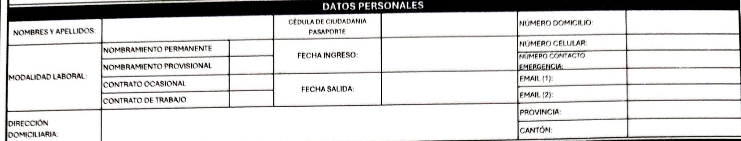 DATOS PERSONALES
NOMBRES Y APELLIDOS:
CÉDULA DE CIUDADANIA
PASAPORTE
NÚMERO DOMICILIO:
MODALIDAD LABORAL:
NOMBRAMIENTO PERMANENTE
NOMBRAMIENTO PROVISIONAL
CONTRATO OCASIONAL
CONTRATO DE TRABAJO
FECHA INGRESO:
FECHA SALIDA:
NÚMERO CELULAR:
NÚMERO CONTACTO
EMERGENCIA:
EMAIL (1):
EMAIL (2):
DIRECCIÓN
DOMICILIARIA:
PROVINCIA:
CANTÓN: